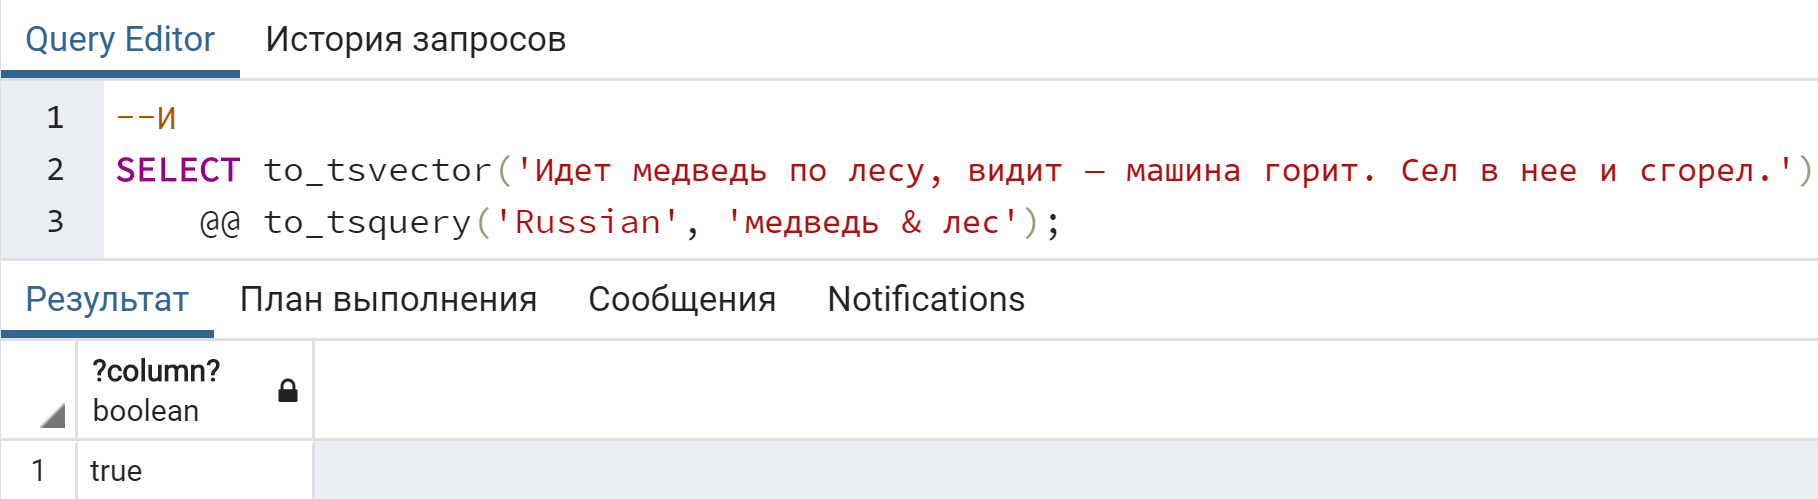 Query Editor История запросов
1 --И
2 SELECT to_tsvector('Идет медведь по лесу, видит – машина горит. Сел в нее и сгорел.')
3 @@ to_tsquery('Russian', 'медведь & лес');
Результат План выполнения Сообщения Notifications
?column?
boolean
1 true